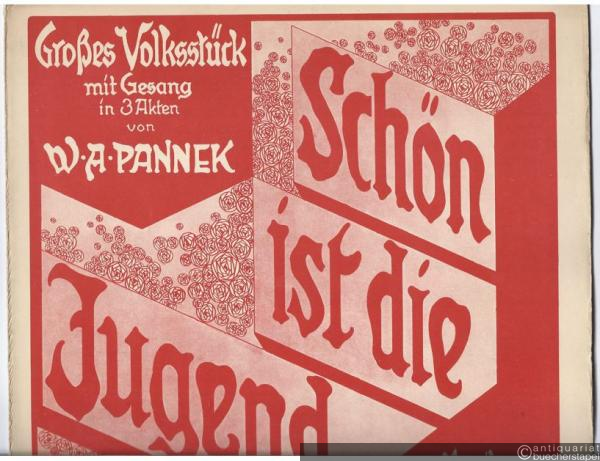 Großes Volksstück
mit Gesang
in 3 Akten
von
W·A·PANNEK
Schön
ist die
Jugend
©antiquariat
buecherstapel